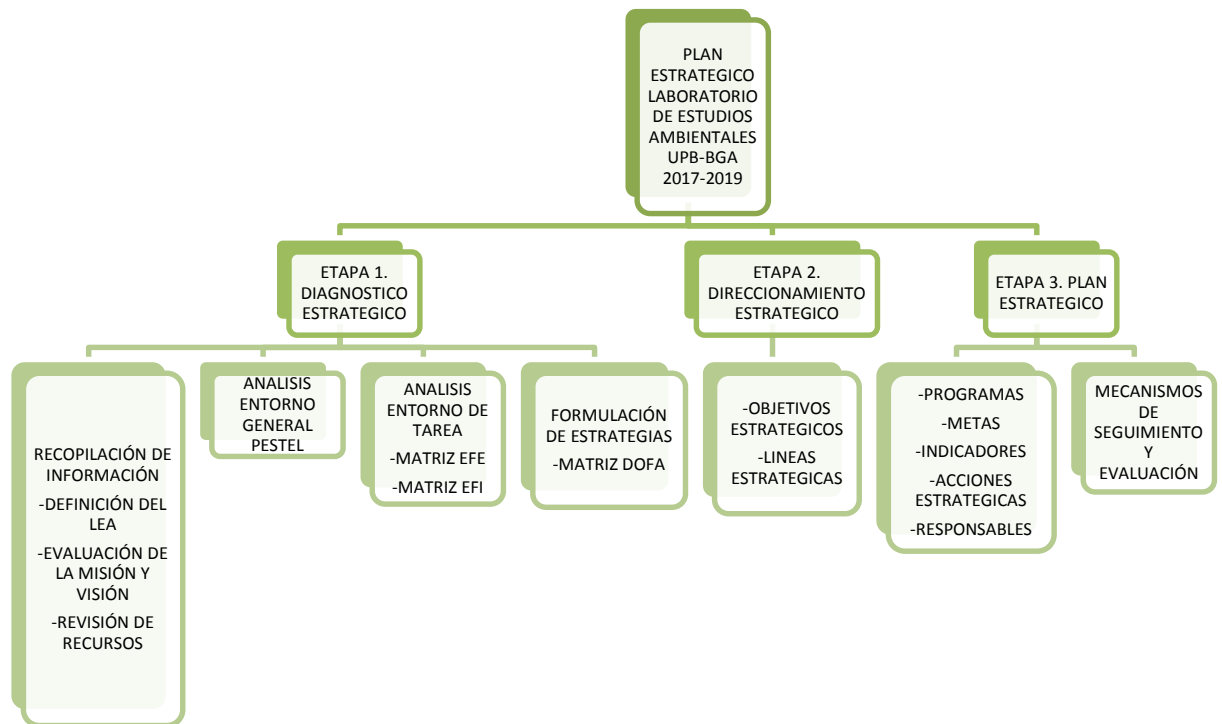 PLAN
ESTRATEGICO
LABORATORIO
DE ESTUDIOS
AMBIENTALES
UPB-BGA
2017-2019
ETAPA 1.
DIAGNOSTICO
ESTRATEGICO
ETAPA 2.
DIRECCIONAMIENTO
ESTRATEGICO
ETAPA 3. PLAN
ESTRATEGICO
RECOPILACIÓN DE
INFORMACIÓN
-DEFINICIÓN DEL
LEA
-EVALUACIÓN DE
LA MISIÓN Y
VISIÓN
-REVISIÓN DE
RECURSOS
ANALISIS
ENTORNO
GENERAL
PESTEL
ANALISIS
ENTORNO DE
TAREA
-MATRIZ EFE
-MATRIZ EFI
FORMULACIÓN
DE ESTRATEGIAS
-MATRIZ DOFA
-OBJETIVOS
ESTRATEGICOS
-LINEAS
ESTRATEGICAS
-PROGRAMAS
-METAS
-INDICADORES
-ACCIONES
ESTRATEGICAS
-RESPONSABLES
MECANISMOS
DE
SEGUIMIENTO
Y
EVALUACIÓN